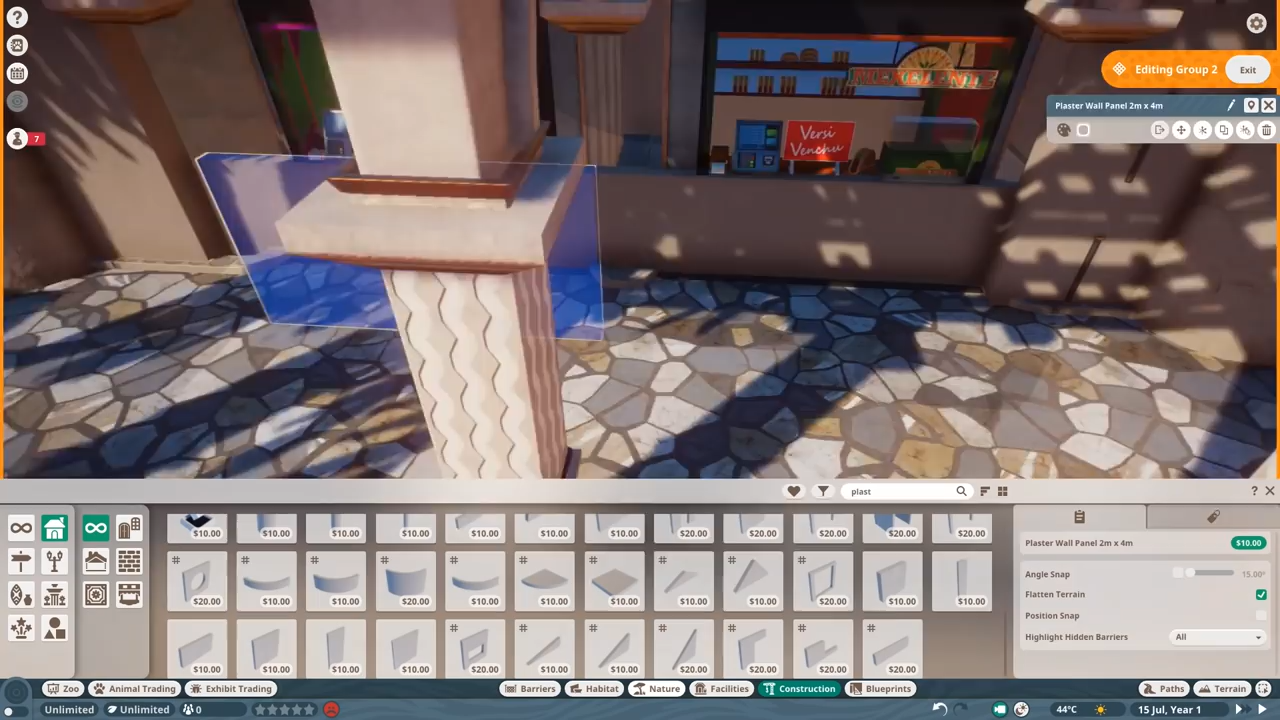 ?
Editing Group 2 Exit
Plaster Wall Panel 2m x 4m
7
Versi
Venchu
plast
? 
$10.00 $10.00 $10.00 $10.00 $10.00 $10.00 $10.00 $20.00 $20.00 $20.00 $10.00 $20.00
$20.00 $10.00 $10.00 $20.00 $10.00 $10.00 $10.00 $10.00 $10.00 $20.00 $10.00 $10.00
$10.00 $10.00 $10.00 $10.00 $20.00 $10.00 $10.00 $20.00 $20.00 $20.00 $20.00
Plaster Wall Panel 2m x 4m $10.00
Angle Snap 15.00°
Flatten Terrain
Position Snap
Highlight Hidden Barriers All
Zoo Animal Trading Exhibit Trading Barriers Habitat Nature Facilities Construction Blueprints Paths Terrain
Unlimited Unlimited 0 44°C 15 Jul, Year 1